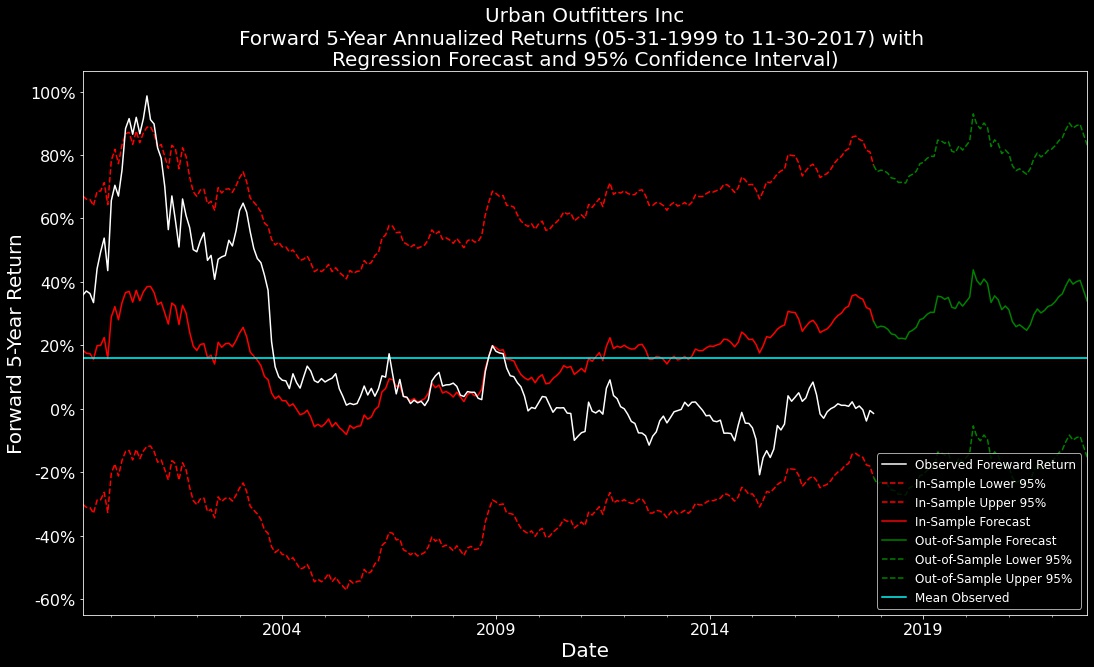 Urban Outfitters Inc
Forward 5-Year Annualized Returns (05-31-1999 to 11-30-2017) with
Regression Forecast and 95% Confidence Interval)
Forward 5-Year Return
100%
80%
60%
40%
20%
0%
-20%
-40%
-60%
Observed Foreward Return
In-Sample Lower 95%
In-Sample Upper 95%
In-Sample Forecast
Out-of-Sample Forecast
Out-of-Sample Lower 95%
Out-of-Sample Upper 95%
Mean Observed
2004
2009
2014
2019
Date